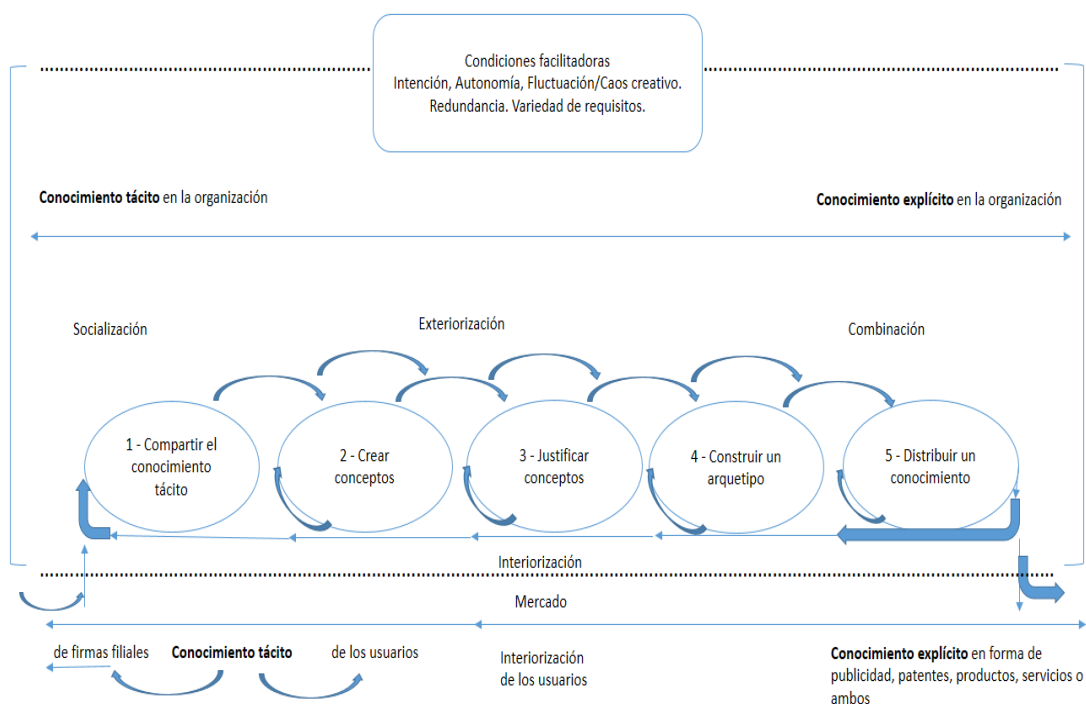 Condiciones facilitadoras
Intención, Autonomía, Fluctuación/Caos creativo.
Redundancia. Variedad de requisitos.
Conocimiento tácito en la organización
Conocimiento explícito en la organización
Socialización
Exteriorización
Combinación
1 - Compartir el
conocimiento
tácito
2 - Crear
conceptos
3 - Justificar
conceptos
4 - Construir un
arquetipo
5 - Distribuir un
conocimiento
Interiorización
Mercado
de firmas filiales
Conocimiento tácito
de los usuarios
Interiorización
de los usuarios
Conocimiento explícito en forma de
publicidad, patentes, productos, servicios o
ambos